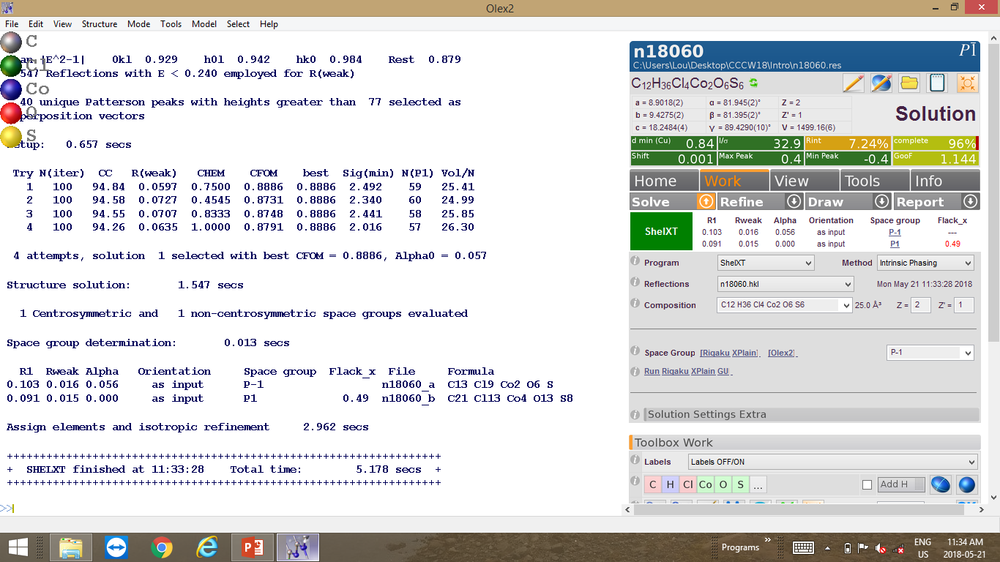 Olex2
File Edit View Structure Mode Tools Model Select Help
C
Cl
Co
O
S
|E^2-1| 0kl 0.929 h0l 0.942 hk0 0.984 Rest 0.879
547 Reflections with E < 0.240 employed for R(weak)
40 unique Patterson peaks with heights greater than 77 selected as
perposition vectors
etup: 0.657 secs
Try N(iter) CC R(weak) CHEM CFOM best Sig(min) N(P1) Vol/N
1 100 94.84 0.0597 0.7500 0.8886 0.8886 2.492 59 25.41
2 100 94.58 0.0727 0.4545 0.8731 0.8886 2.340 60 24.99
3 100 94.55 0.0707 0.8333 0.8748 0.8886 2.441 58 25.85
4 100 94.26 0.0635 1.0000 0.8791 0.8886 2.016 57 26.30
4 attempts, solution 1 selected with best CFOM = 0.8886, Alpha0 = 0.057
Structure solution: 1.547 secs
1 Centrosymmetric and 1 non-centrosymmetric space groups evaluated
Space group determination: 0.013 secs
R1 Rweak Alpha Orientation Space group Flack_x File Formula
0.103 0.016 0.056 as input P-1 n18060_a C13 Cl9 Co2 O6 S
0.091 0.015 0.000 as input P1 0.49 n18060_b C21 Cl13 Co4 O13 S8
Assign elements and isotropic refinement 2.962 secs
++++++++++++++++++++++++++++++++++++++++++++++++++++++++++++++++++
+ SHELXT finished at 11:33:28 Total time: 5.178 secs +
++++++++++++++++++++++++++++++++++++++++++++++++++++++++++++++++++
>>
n18060 PĪ
C:\Users\Lou\Desktop\CCCW18\Intro\n18060.res
C₁₂H₃₆Cl₄Co₂O₆S₆
a = 8.9018(2) α = 81.945(2)° Z = 2
b = 9.4275(2) β = 81.395(2)° Z' = 1
c = 18.2484(4) γ = 89.4290(10)° V = 1499.16(6)
Solution
d min (Cu) 0.84 I/σ 32.9 Rint 7.24% complete 96%
Shift 0.001 Max Peak 0.4 Min Peak -0.4 GooF 1.144
Home Work View Tools Info
Solve Refine Draw Report
ShelXT
R1 Rweak Alpha Orientation Space group Flack_x
0.103 0.016 0.056 as input P-1 ---
0.091 0.015 0.000 as input P1 0.49
Program ShelXT Method Intrinsic Phasing
Reflections n18060.hkl Mon May 21 11:33:28 2018
Composition C12 H36 Cl4 Co2 O6 S6 25.0 Å³ Z = 2 Z' = 1
Space Group [Rigaku XPlain] [Olex2] P-1
Run Rigaku XPlain GUI
Solution Settings Extra
Toolbox Work
Labels Labels OFF/ON
C H Cl Co O S ... Add H
Programs »
ENG 11:34 AM
US 2018-05-21